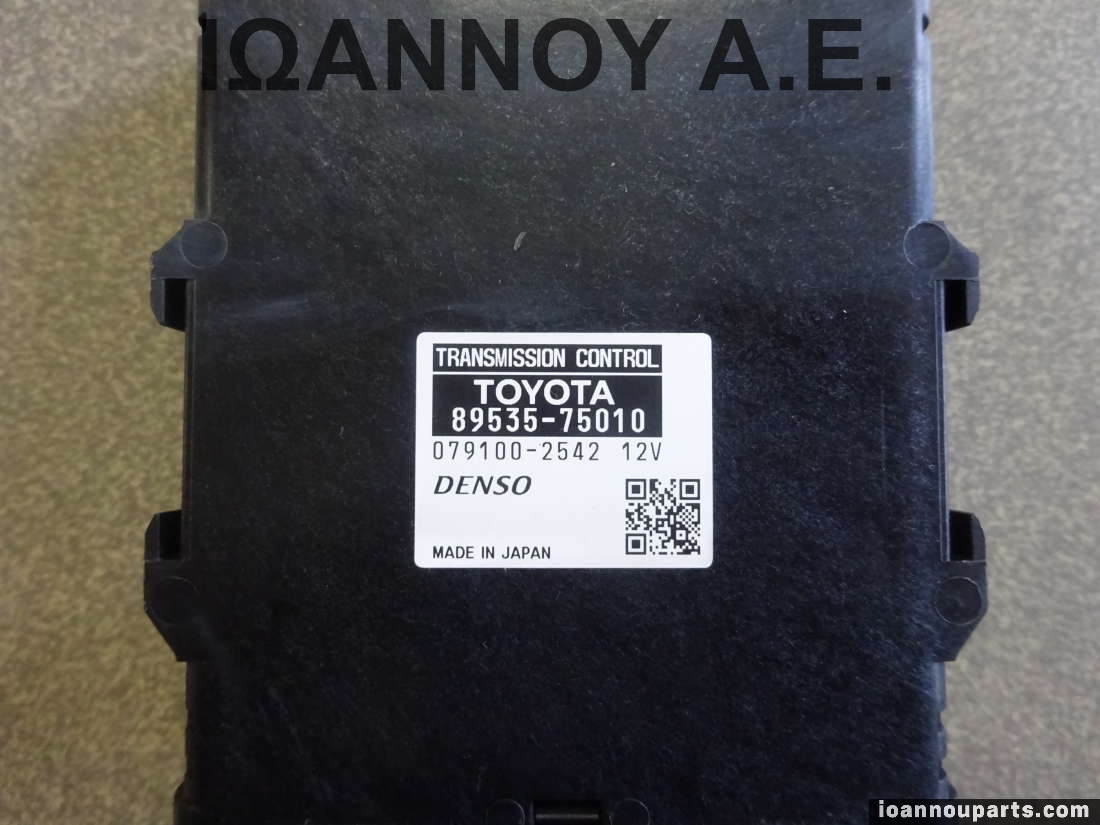 ΙΩΑΝΝΟΥ Α.Ε.
TRANSMISSION CONTROL
TOYOTA
89535-75010
079100-2542 12V
DENSO
MADE IN JAPAN
ioannouparts.com